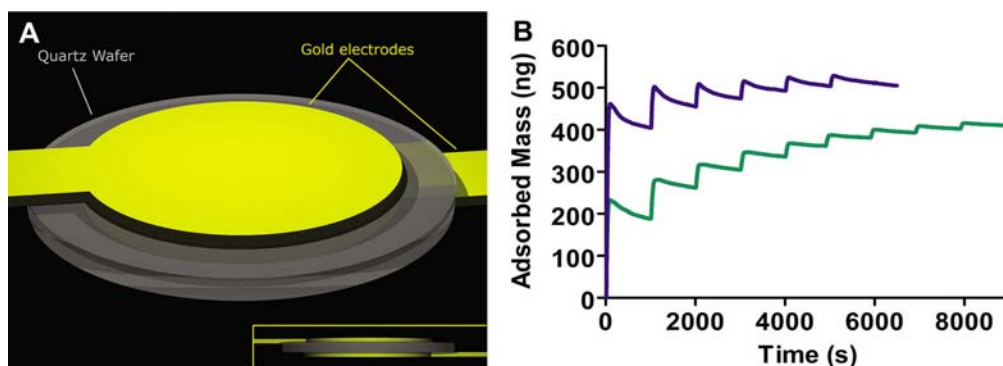 A
Quartz Wafer
Gold electrodes
B
Adsorbed Mass (ng)
600
500
400
300
200
100
0
0 2000 4000 6000 8000
Time (s)